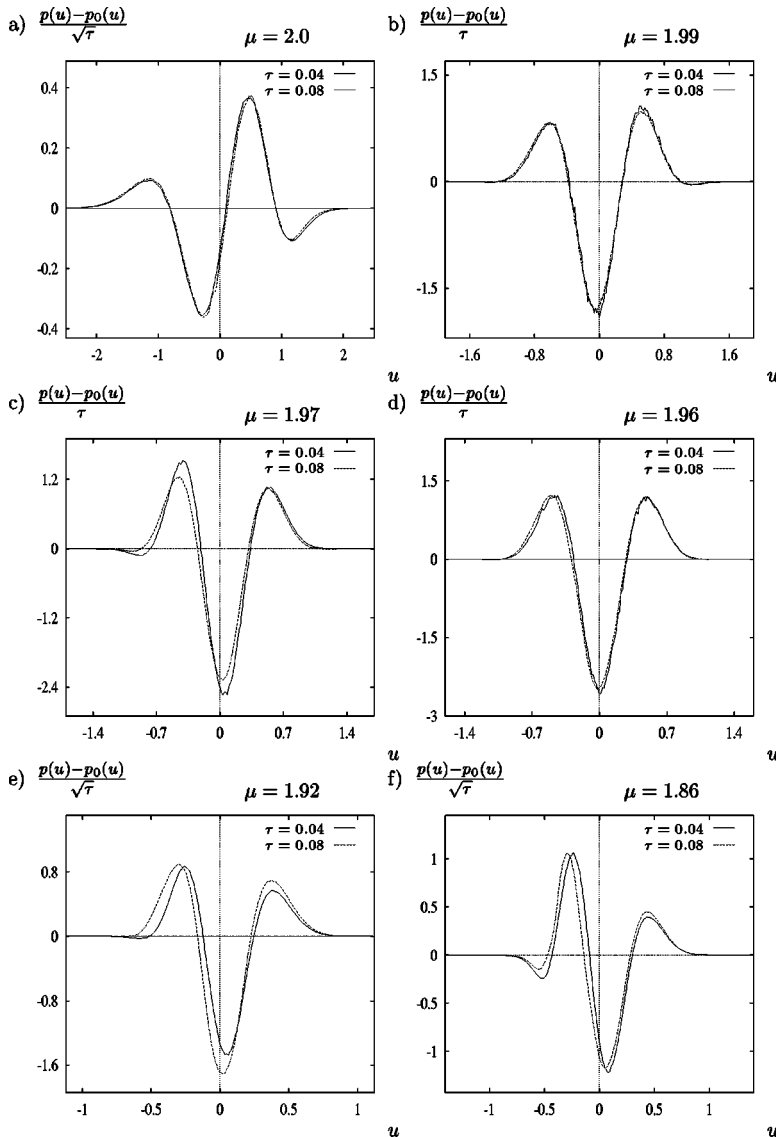 a) p(u)−p₀(u) / √τ μ = 2.0
τ = 0.04
τ = 0.08
0.4
0.2
0
-0.2
-0.4
-2 -1 0 1 2
u
b) p(u)−p₀(u) / τ μ = 1.99
τ = 0.04
τ = 0.08
1.5
0
-1.5
-1.6 -0.8 0 0.8 1.6
u
c) p(u)−p₀(u) / τ μ = 1.97
τ = 0.04
τ = 0.08
1.2
0
-1.2
-2.4
-1.4 -0.7 0 0.7 1.4
u
d) p(u)−p₀(u) / τ μ = 1.96
τ = 0.04
τ = 0.08
1.5
0
-1.5
-3
-1.4 -0.7 0 0.7 1.4
u
e) p(u)−p₀(u) / √τ μ = 1.92
τ = 0.04
τ = 0.08
0.8
0
-0.8
-1.6
-1 -0.5 0 0.5 1
u
f) p(u)−p₀(u) / √τ μ = 1.86
τ = 0.04
τ = 0.08
1
0.5
0
-0.5
-1
-1 -0.5 0 0.5 1
u